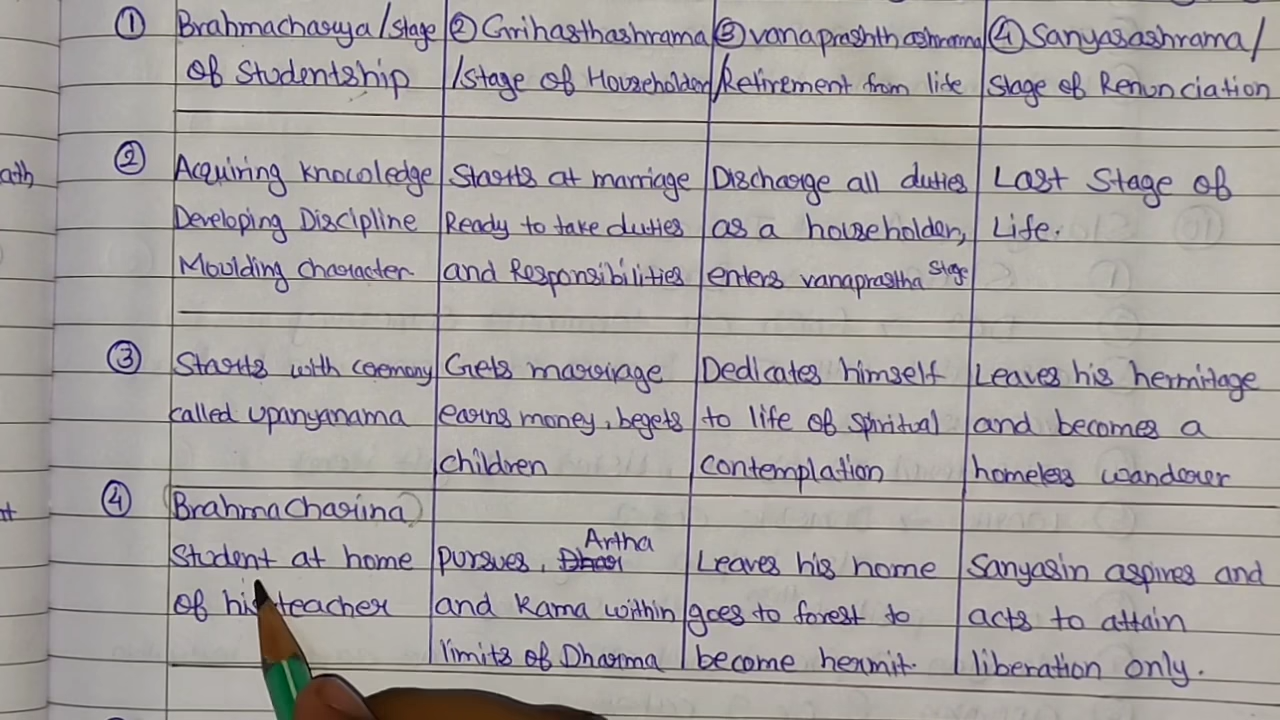 ① Brahmacharya/stage ② Grihasthashrama ③ vanaprashthashrama ④ Sanyasashrama/
of Studentship /stage of Householder /Retirement from life stage of Renunciation
② Acquiring knowledge Starts at marriage Discharge all duties Last Stage of
Developing Discipline Ready to take duties as a householder, Life.
Moulding character and Responsibilities enters vanaprastha stage
③ Starts with ceremony Gets marriage Dedicates himself Leaves his hermitage
called upanyanama earns money, begets to life of Spiritual and becomes a
children contemplation homeless wanderer
④ (Brahmacharina)
Student at home pursues, Artha Leaves his home Sanyasin aspires and
of his teacher and Kama within goes to forest to acts to attain
limits of Dharma become hermit. liberation only.
ath